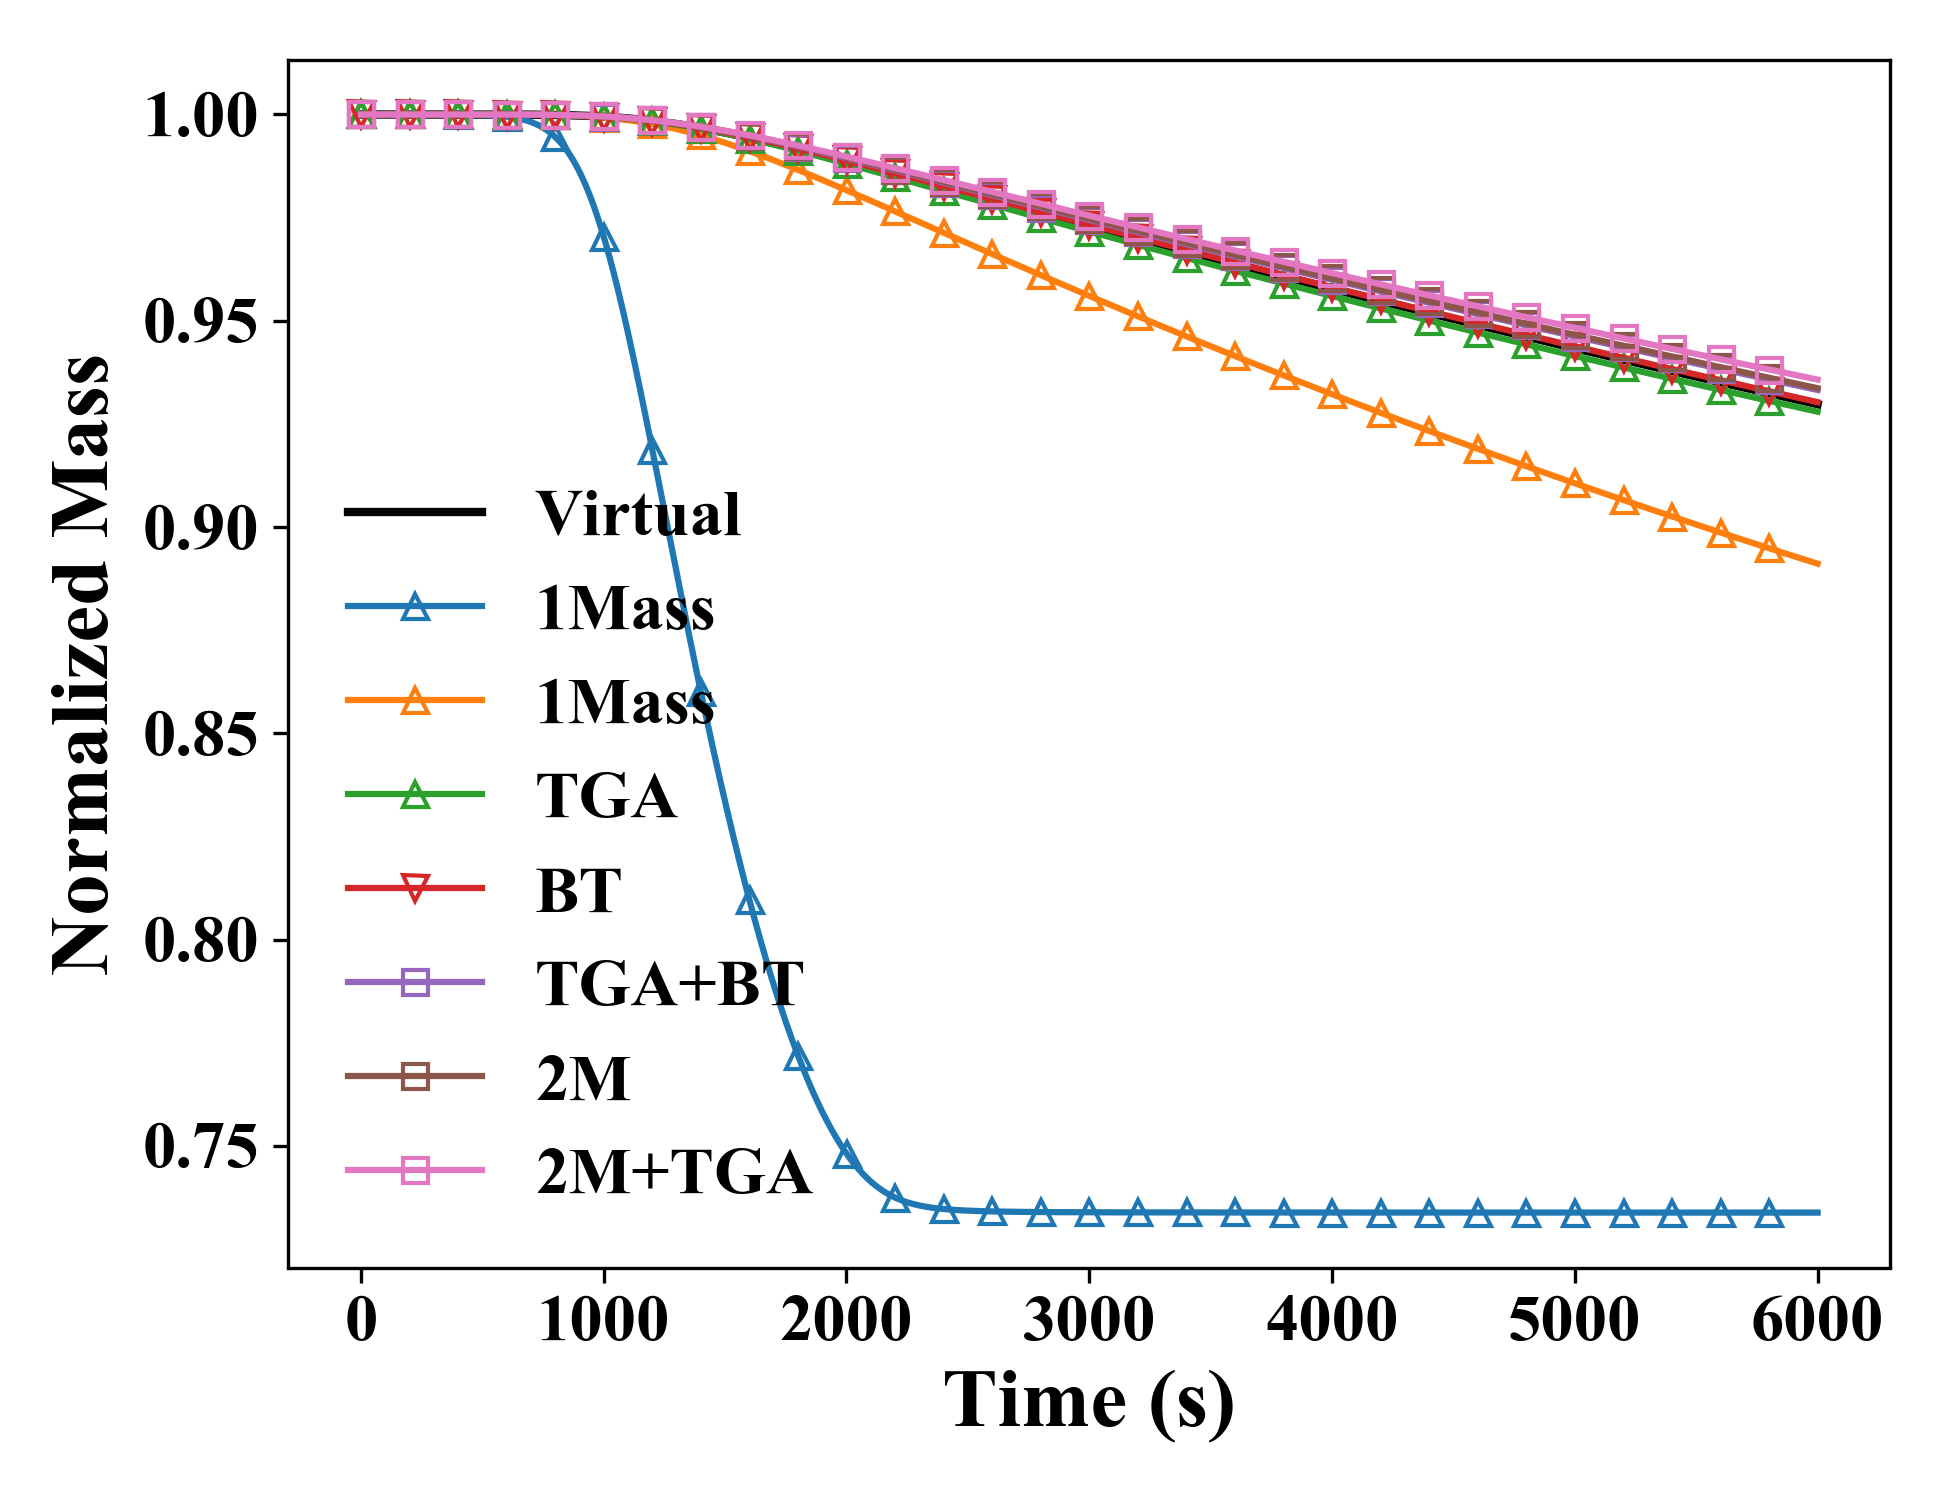 1.00
0.95
0.90
0.85
0.80
0.75
Normalized Mass
Virtual
1Mass
1Mass
TGA
BT
TGA+BT
2M
2M+TGA
0 1000 2000 3000 4000 5000 6000
Time (s)